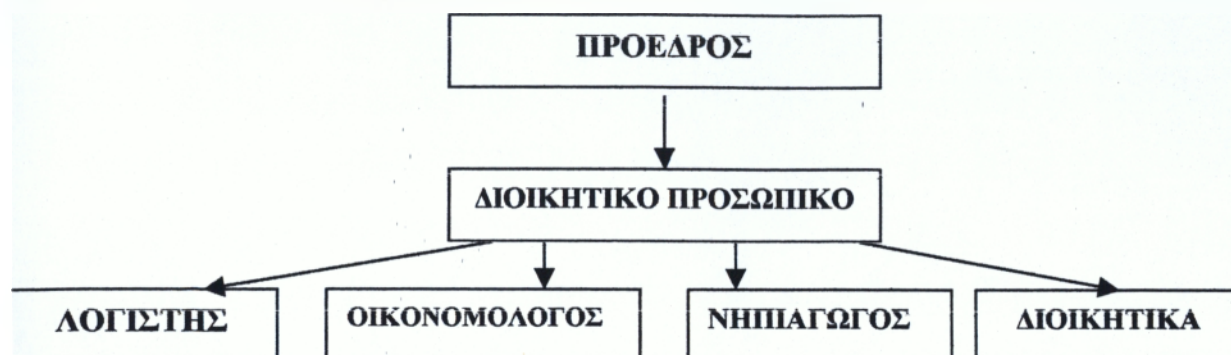 ΠΡΟΕΔΡΟΣ
ΔΙΟΙΚΗΤΙΚΟ ΠΡΟΣΩΠΙΚΟ
ΛΟΓΙΣΤΗΣ ΟΙΚΟΝΟΜΟΛΟΓΟΣ ΝΗΠΙΑΓΩΓΟΣ ΔΙΟΙΚΗΤΙΚΑ